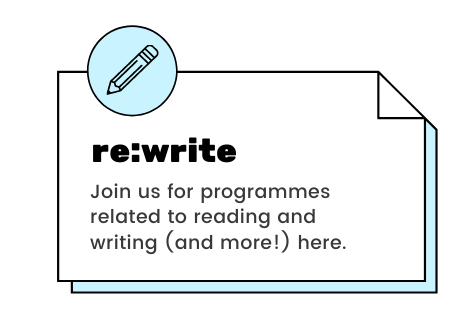 re:write
Join us for programmes
related to reading and
writing (and more!) here.